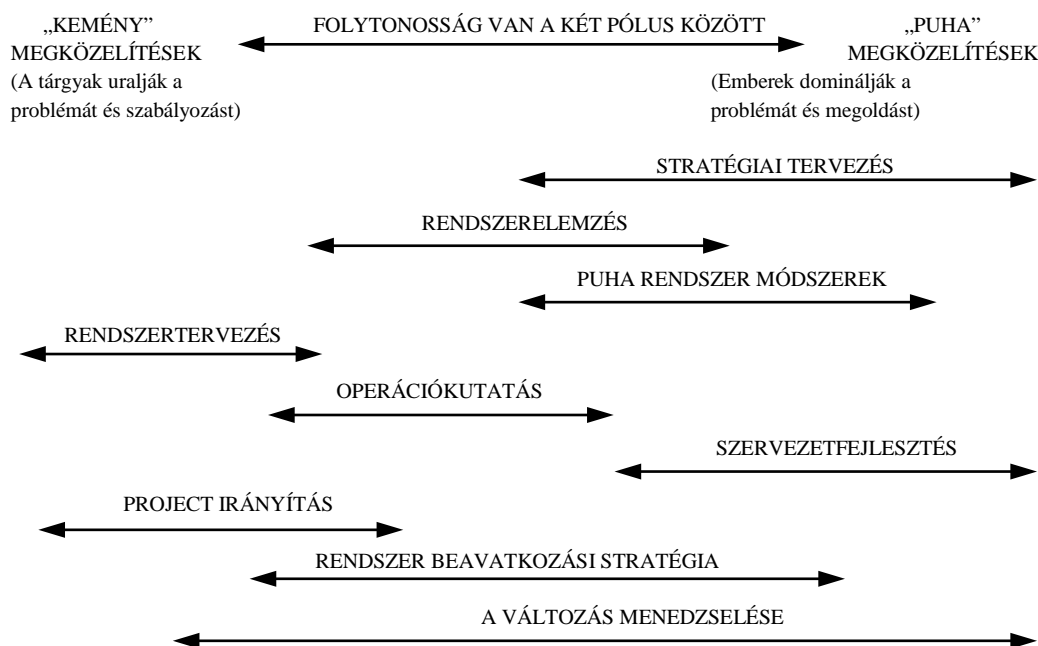 „KEMÉNY”
MEGKÖZELÍTÉSEK
(A tárgyak uralják a
problémát és szabályozást)
FOLYTONOSSÁG VAN A KÉT PÓLUS KÖZÖTT
„PUHA”
MEGKÖZELÍTÉSEK
(Emberek dominálják a
problémát és megoldást)
STRATÉGIAI TERVEZÉS
RENDSZERELEMZÉS
PUHA RENDSZER MÓDSZEREK
RENDSZERTERVEZÉS
OPERÁCIÓKUTATÁS
SZERVEZETFEJLESZTÉS
PROJECT IRÁNYÍTÁS
RENDSZER BEAVATKOZÁSI STRATÉGIA
A VÁLTOZÁS MENEDZSELÉSE